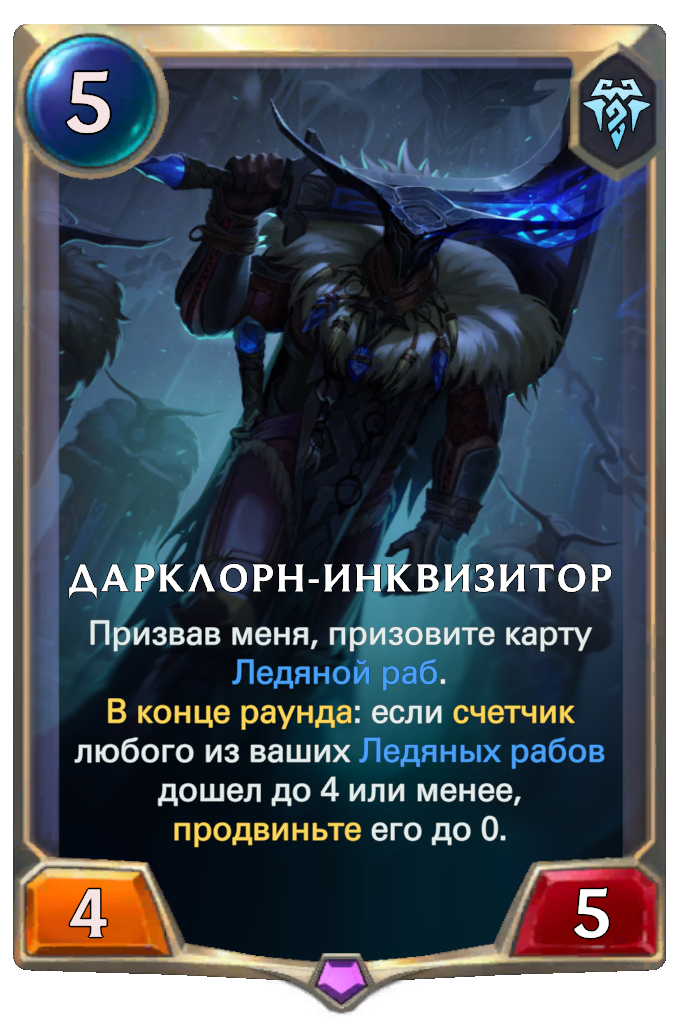 5
ДАРКЛОРН-ИНКВИЗИТОР
Призвав меня, призовите карту
Ледяной раб.
В конце раунда: если счетчик
любого из ваших Ледяных рабов
дошел до 4 или менее,
продвиньте его до 0.
4
5